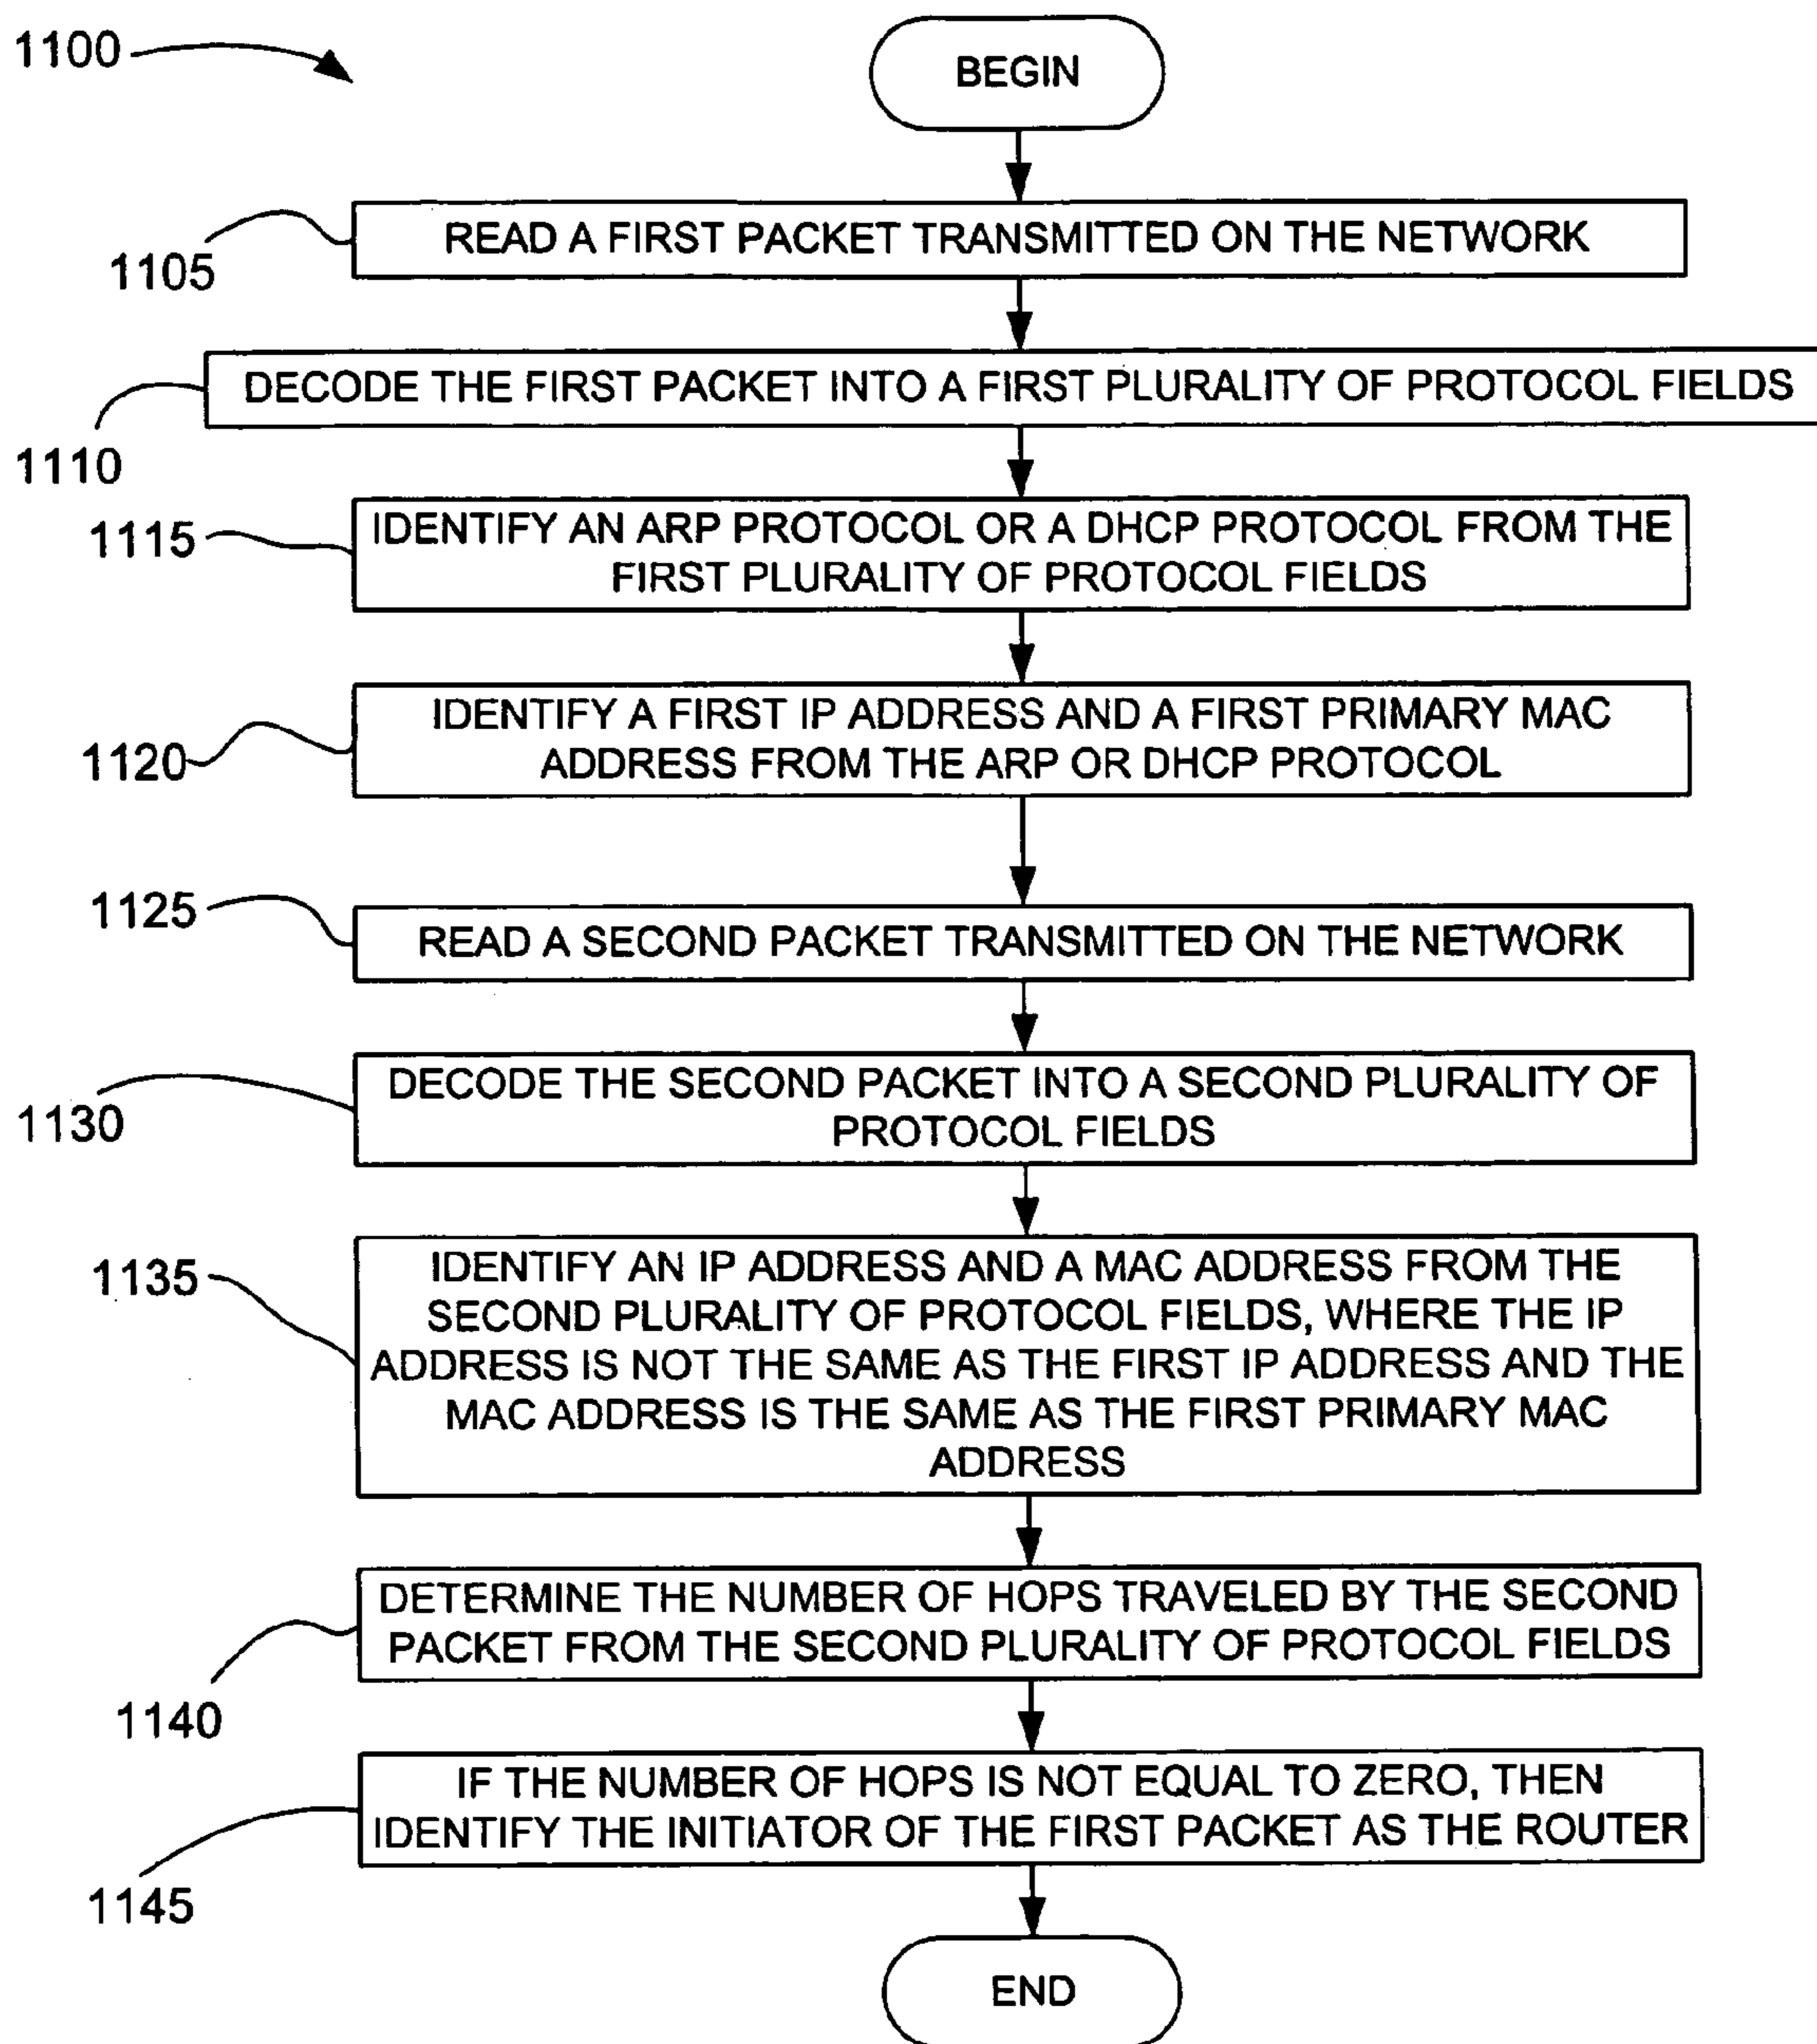 1100
BEGIN
1105
READ A FIRST PACKET TRANSMITTED ON THE NETWORK
1110
DECODE THE FIRST PACKET INTO A FIRST PLURALITY OF PROTOCOL FIELDS
1115
IDENTIFY AN ARP PROTOCOL OR A DHCP PROTOCOL FROM THE
FIRST PLURALITY OF PROTOCOL FIELDS
1120
IDENTIFY A FIRST IP ADDRESS AND A FIRST PRIMARY MAC
ADDRESS FROM THE ARP OR DHCP PROTOCOL
1125
READ A SECOND PACKET TRANSMITTED ON THE NETWORK
1130
DECODE THE SECOND PACKET INTO A SECOND PLURALITY OF
PROTOCOL FIELDS
1135
IDENTIFY AN IP ADDRESS AND A MAC ADDRESS FROM THE
SECOND PLURALITY OF PROTOCOL FIELDS, WHERE THE IP
ADDRESS IS NOT THE SAME AS THE FIRST IP ADDRESS AND THE
MAC ADDRESS IS THE SAME AS THE FIRST PRIMARY MAC
ADDRESS
1140
DETERMINE THE NUMBER OF HOPS TRAVELED BY THE SECOND
PACKET FROM THE SECOND PLURALITY OF PROTOCOL FIELDS
1145
IF THE NUMBER OF HOPS IS NOT EQUAL TO ZERO, THEN
IDENTIFY THE INITIATOR OF THE FIRST PACKET AS THE ROUTER
END